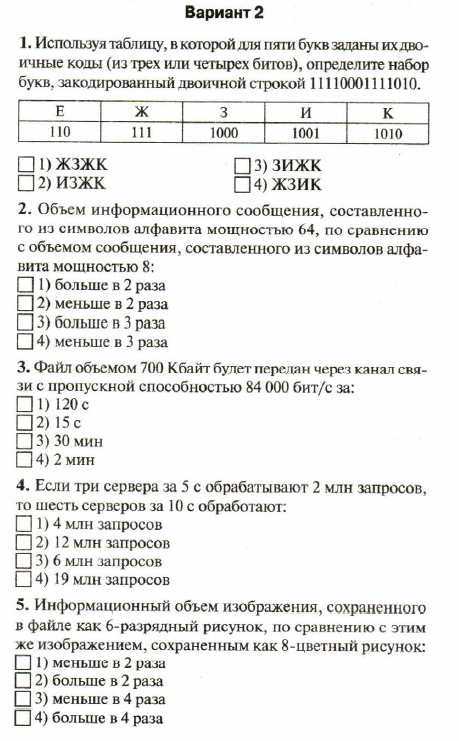 Вариант 2
1. Используя таблицу, в которой для пяти букв заданы их дво-
ичные коды (из трех или четырех битов), определите набор
букв, закодированный двоичной строкой 11110001111010.
Е Ж З И К
110 111 1000 1001 1010
1) ЖЗЖК 3) ЗИЖК
2) ИЗЖК 4) ЖЗИК
2. Объем информационного сообщения, составленно-
го из символов алфавита мощностью 64, по сравнению
с объемом сообщения, составленного из символов алфа-
вита мощностью 8:
1) больше в 2 раза
2) меньше в 2 раза
3) больше в 3 раза
4) меньше в 3 раза
3. Файл объемом 700 Кбайт будет передан через канал свя-
зи с пропускной способностью 84 000 бит/с за:
1) 120 с
2) 15 с
3) 30 мин
4) 2 мин
4. Если три сервера за 5 с обрабатывают 2 млн запросов,
то шесть серверов за 10 с обработают:
1) 4 млн запросов
2) 12 млн запросов
3) 6 млн запросов
4) 19 млн запросов
5. Информационный объем изображения, сохраненного
в файле как 6-разрядный рисунок, по сравнению с этим
же изображением, сохраненным как 8-цветный рисунок:
1) меньше в 2 раза
2) больше в 2 раза
3) меньше в 4 раза
4) больше в 4 раза